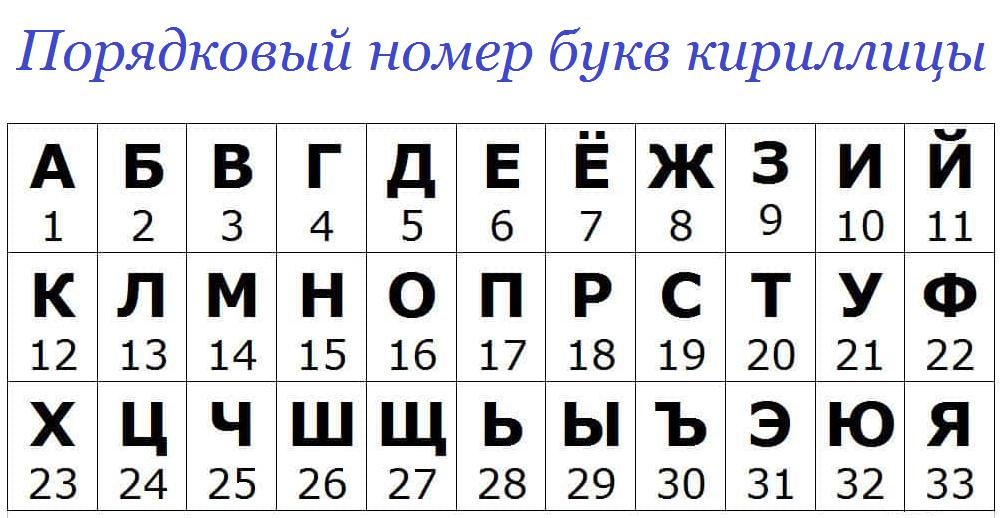 Порядковый номер букв кириллицы
А Б В Г Д Е Ё Ж З И Й
1 2 3 4 5 6 7 8 9 10 11
К Л М Н О П Р С Т У Ф
12 13 14 15 16 17 18 19 20 21 22
Х Ц Ч Ш Щ Ь Ы Ъ Э Ю Я
23 24 25 26 27 28 29 30 31 32 33